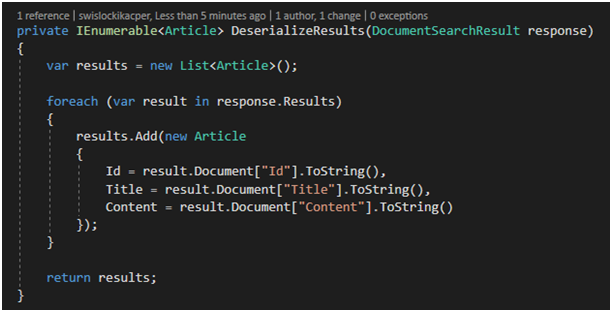 1 reference | swislockikacper, Less than 5 minutes ago | 1 author, 1 change | 0 exceptions
private IEnumerable<Article> DeserializeResults(DocumentSearchResult response)
{
    var results = new List<Article>();

    foreach (var result in response.Results)
    {
        results.Add(new Article
        {
            Id = result.Document["Id"].ToString(),
            Title = result.Document["Title"].ToString(),
            Content = result.Document["Content"].ToString()
        });
    }

    return results;
}